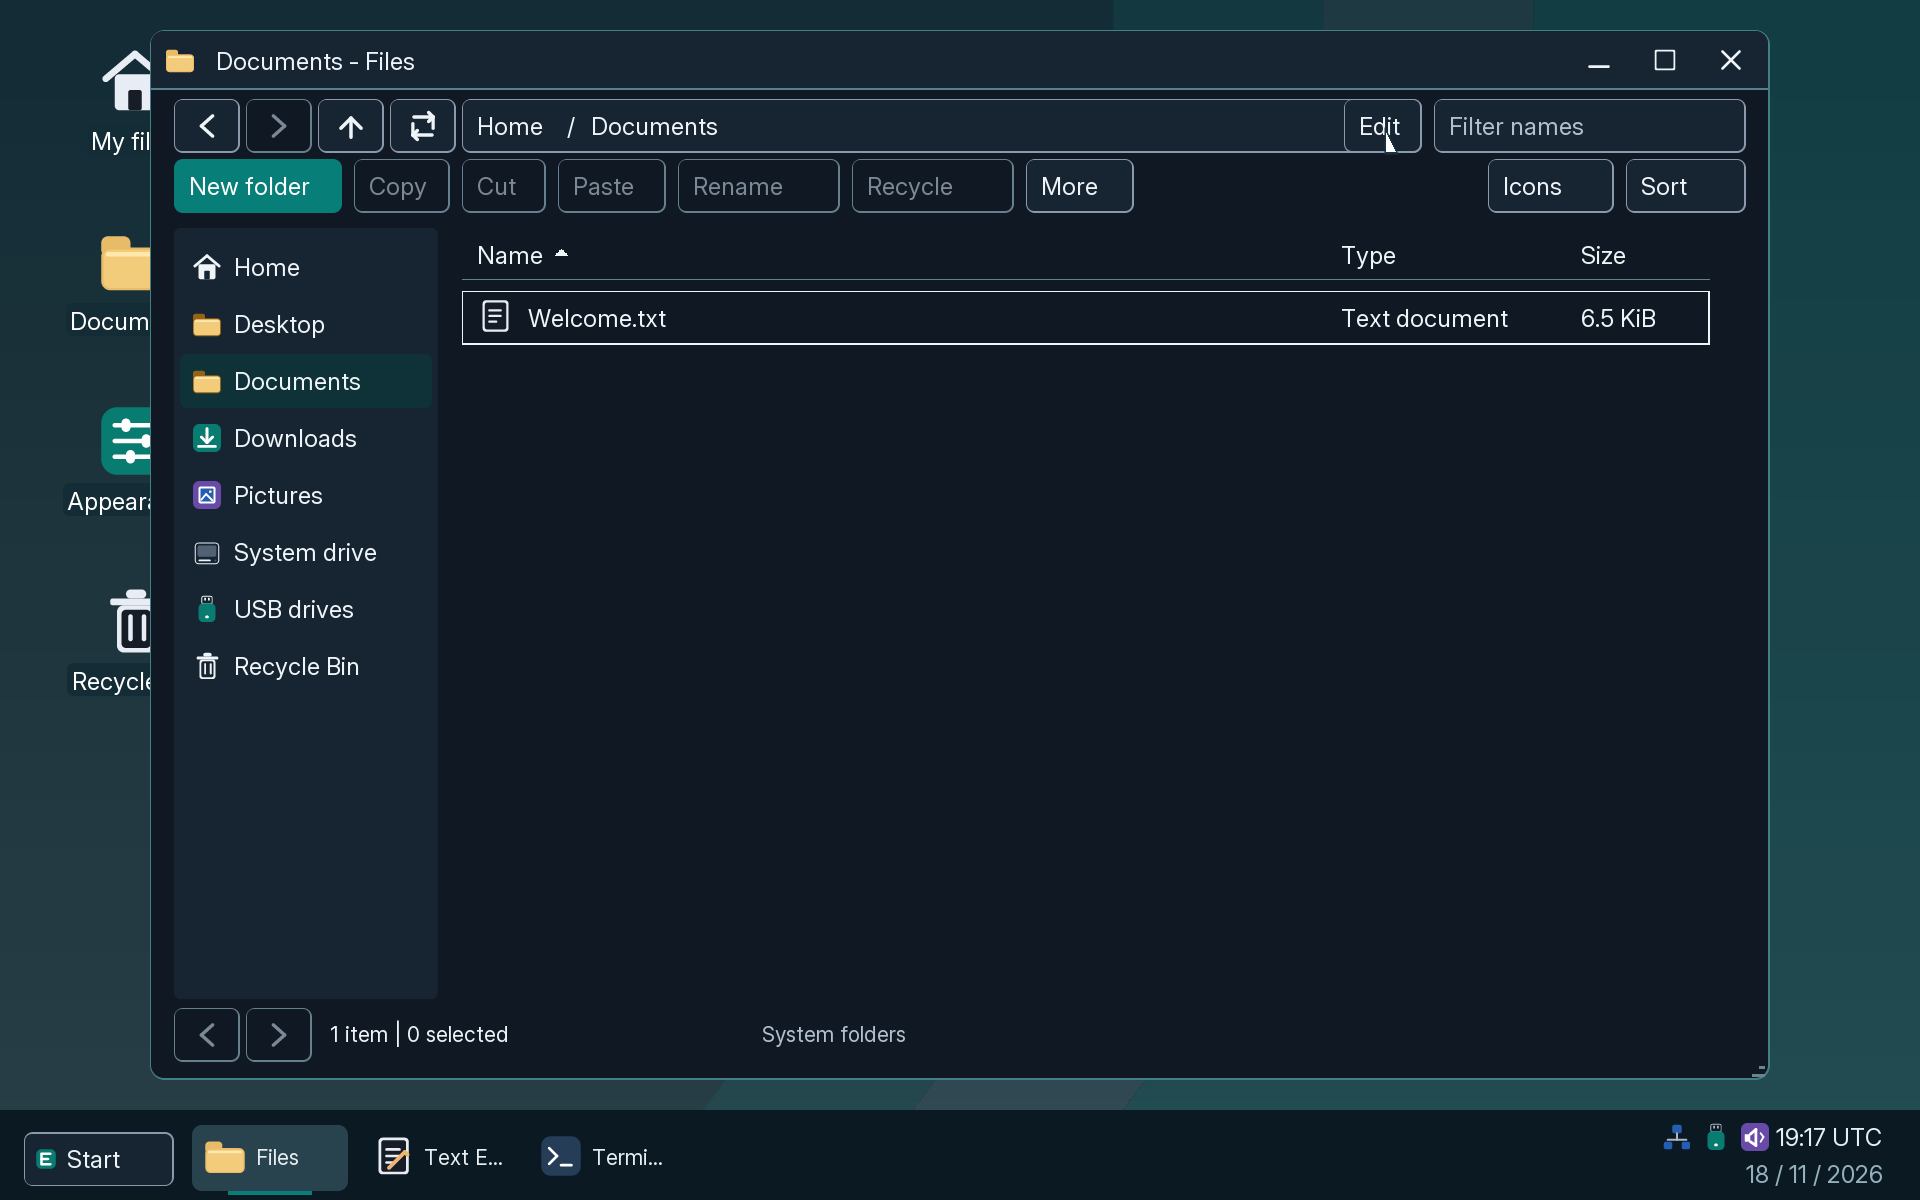 Documents - Files
Home / Documents
Edit
Filter names
New folder
Copy
Cut
Paste
Rename
Recycle
More
Icons
Sort
My fil
Docum
Appeara
Recycle
Home
Desktop
Documents
Downloads
Pictures
System drive
USB drives
Recycle Bin
Name Type Size
Welcome.txt Text document 6.5 KiB
1 item | 0 selected
System folders
E Start
Files
Text E...
Termi...
19:17 UTC
18 / 11 / 2026